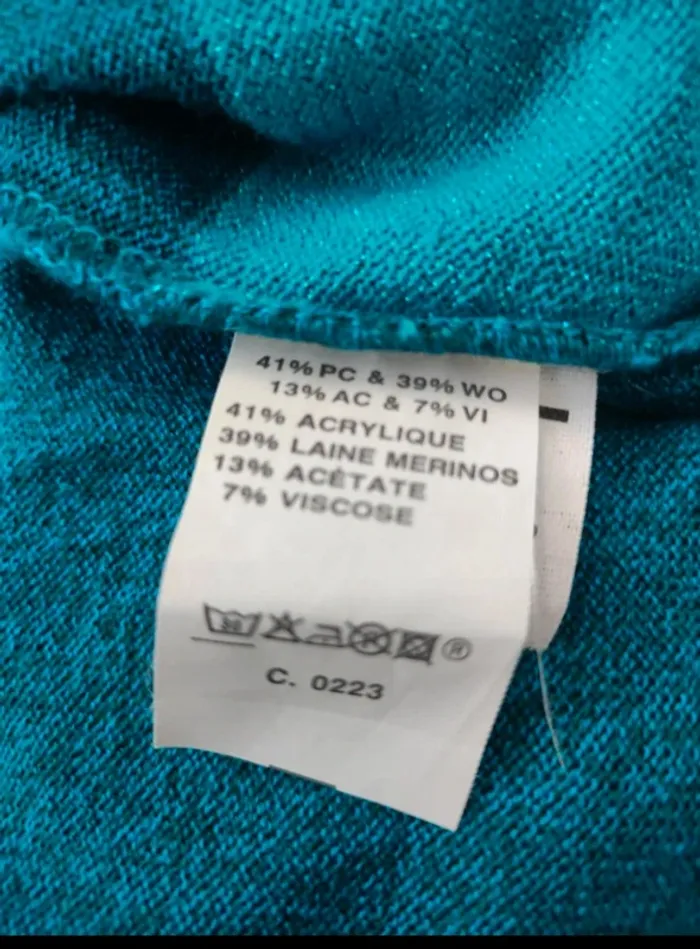 41% PC & 39% WO
13% AC & 7% VI
41% ACRYLIQUE
39% LAINE MERINOS
13% ACÉTATE
7% VISCOSE
®
C. 0223